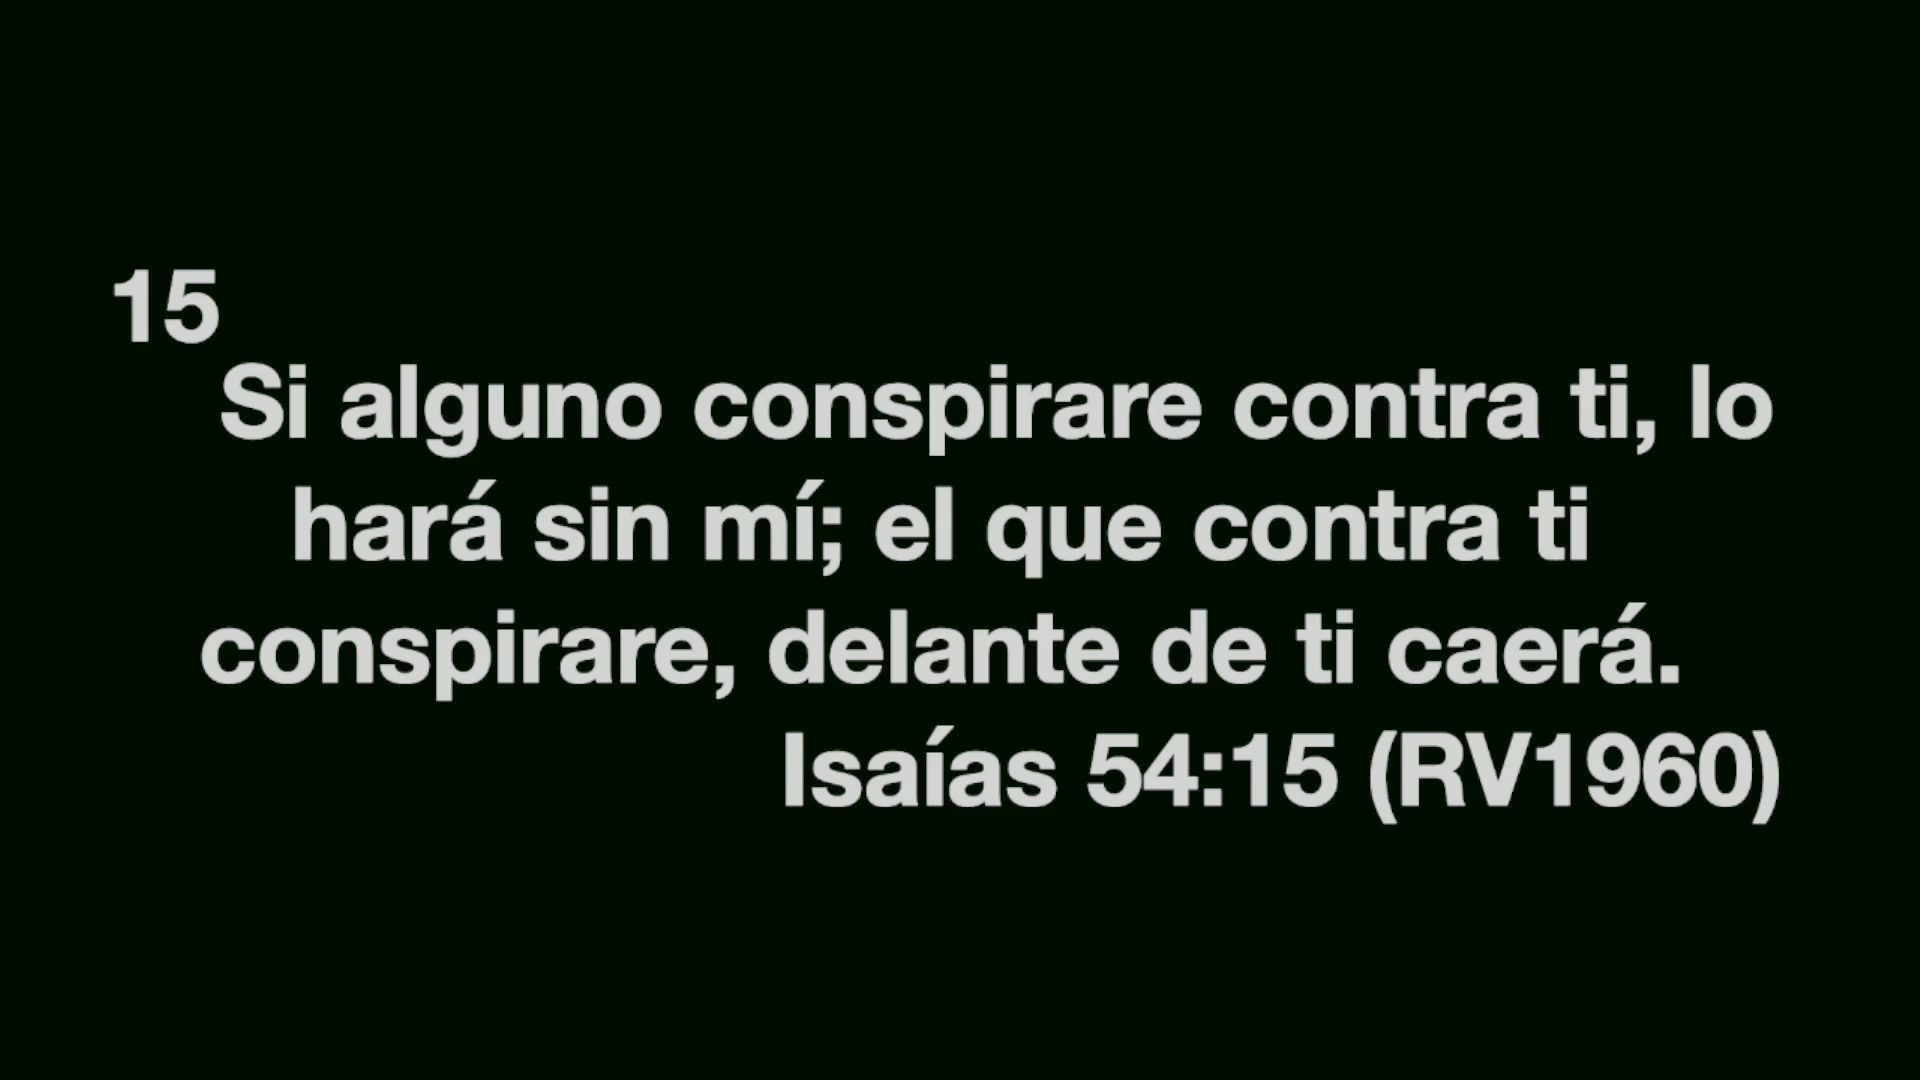 15
Si alguno conspirare contra ti, lo
hará sin mí; el que contra ti
conspirare, delante de ti caerá.
Isaías 54:15 (RV1960)